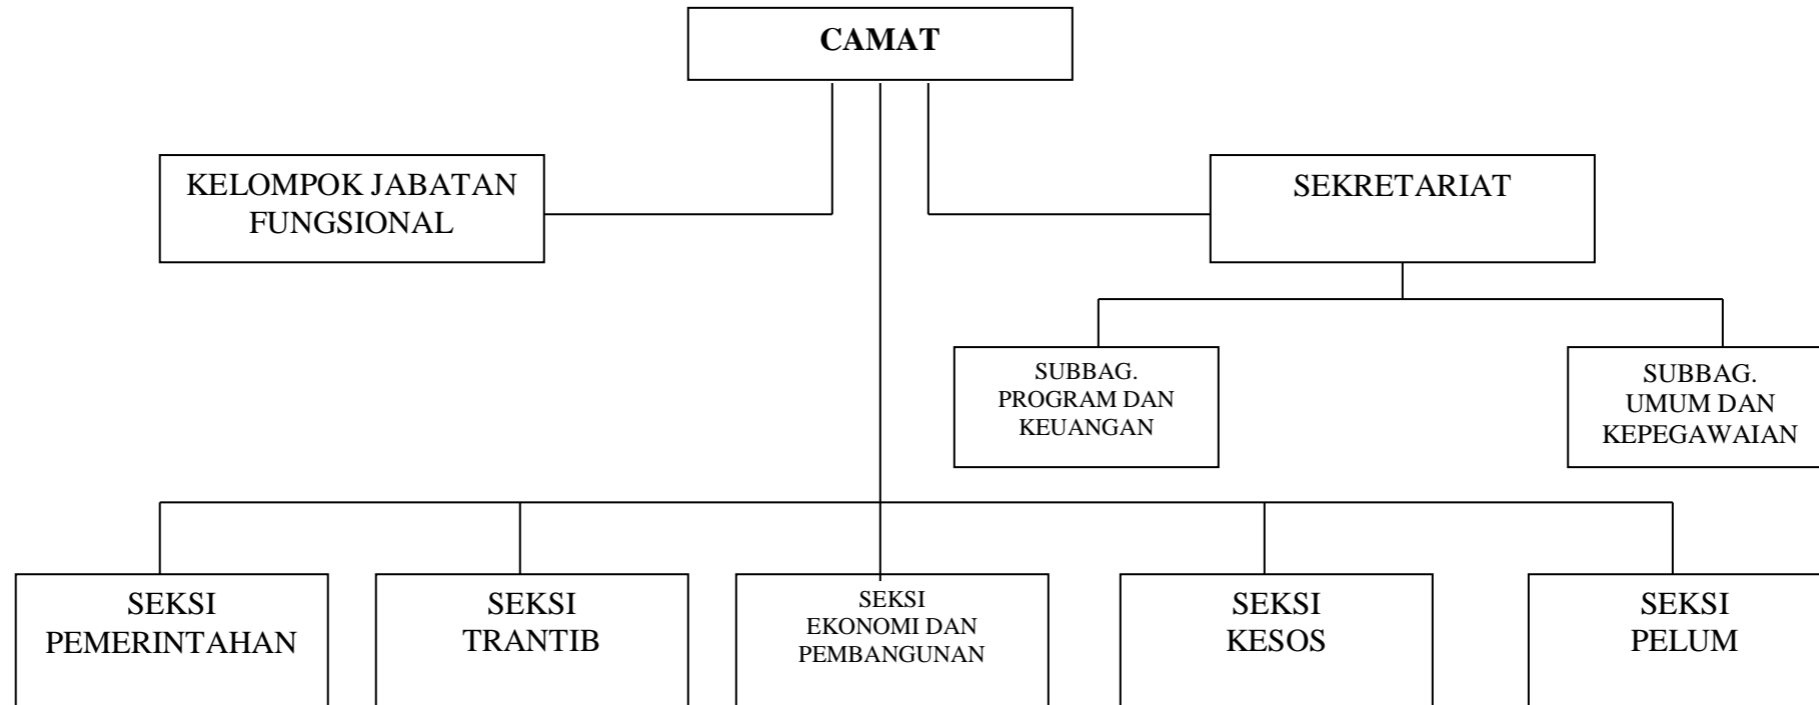 CAMAT
KELOMPOK JABATAN
FUNGSIONAL
SEKRETARIAT
SUBBAG.
PROGRAM DAN
KEUANGAN
SUBBAG.
UMUM DAN
KEPEGAWAIAN
SEKSI
PEMERINTAHAN
SEKSI
TRANTIB
SEKSI
EKONOMI DAN
PEMBANGUNAN
SEKSI
KESOS
SEKSI
PELUM